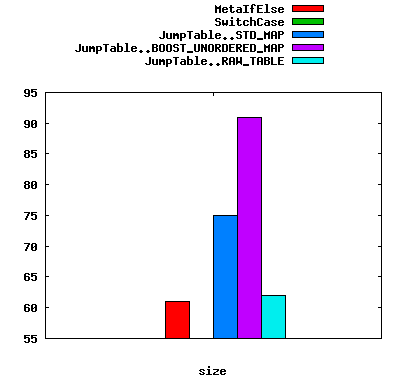 MetaIfElse
SwitchCase
JumpTable..STD_MAP
JumpTable..BOOST_UNORDERED_MAP
JumpTable..RAW_TABLE
95
90
85
80
75
70
65
60
55
size